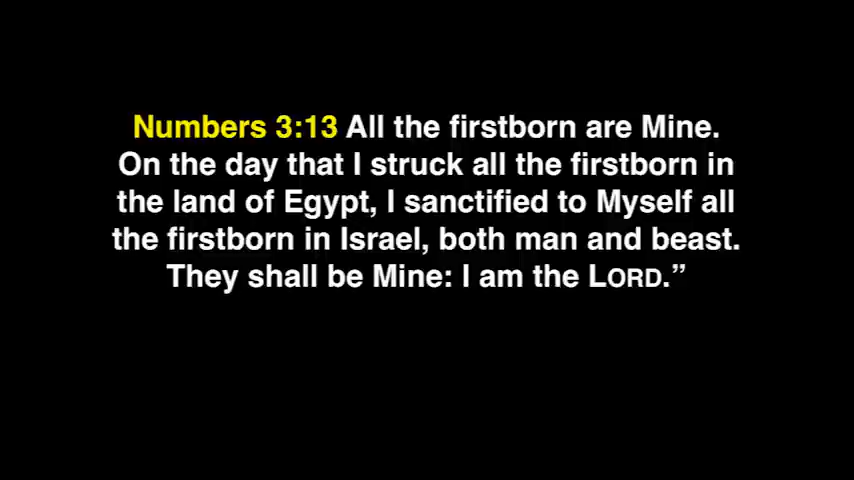 Numbers 3:13 All the firstborn are Mine.
On the day that I struck all the firstborn in
the land of Egypt, I sanctified to Myself all
the firstborn in Israel, both man and beast.
They shall be Mine: I am the LORD.”